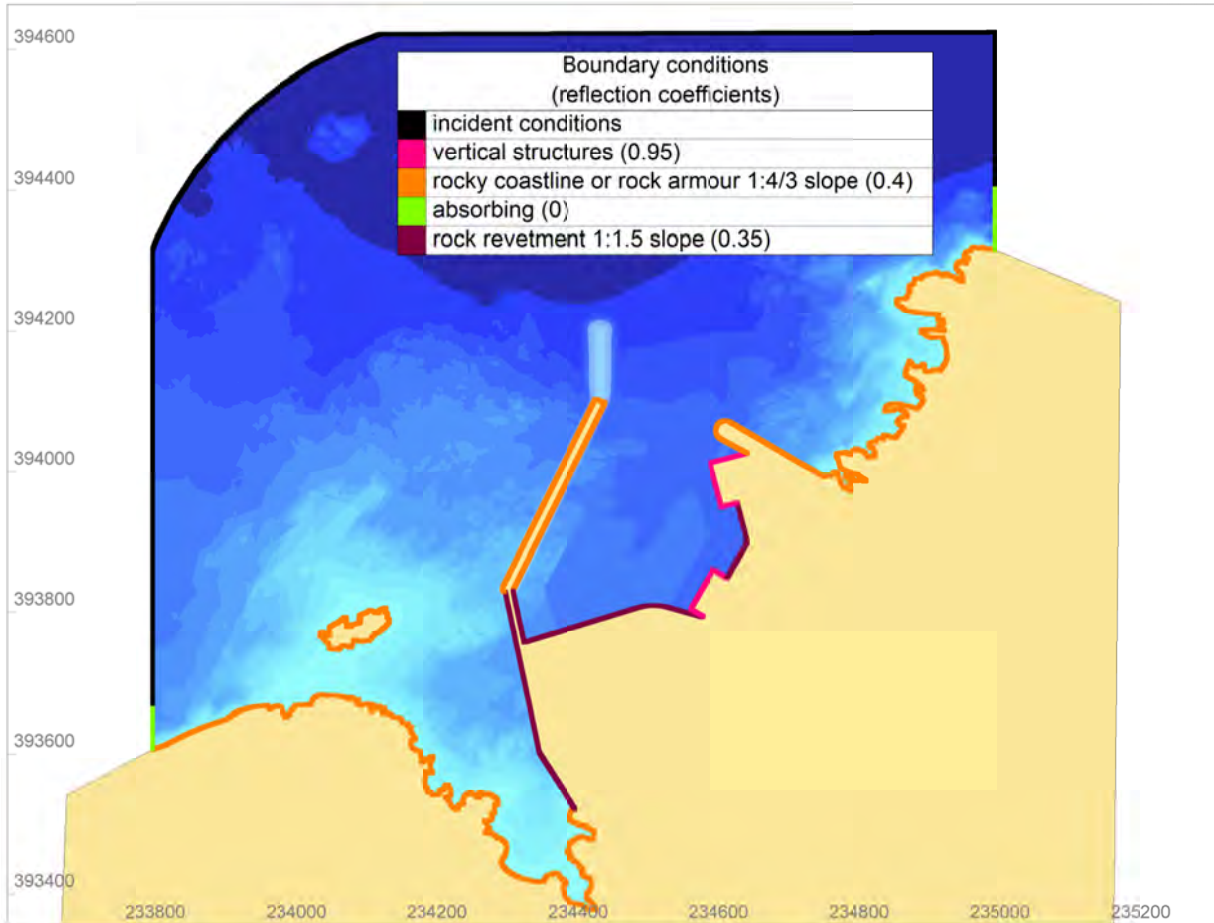 394600
Boundary conditions
(reflection coefficients)
incident conditions
vertical structures (0.95)
rocky coastline or rock armour 1:4/3 slope (0.4)
394400
absorbing (0)
rock revetment 1:1.5 slope (0.35)
394200
394000
393800
393600
393400
233800 234000 234200 234400 234600 234800 235000 235200